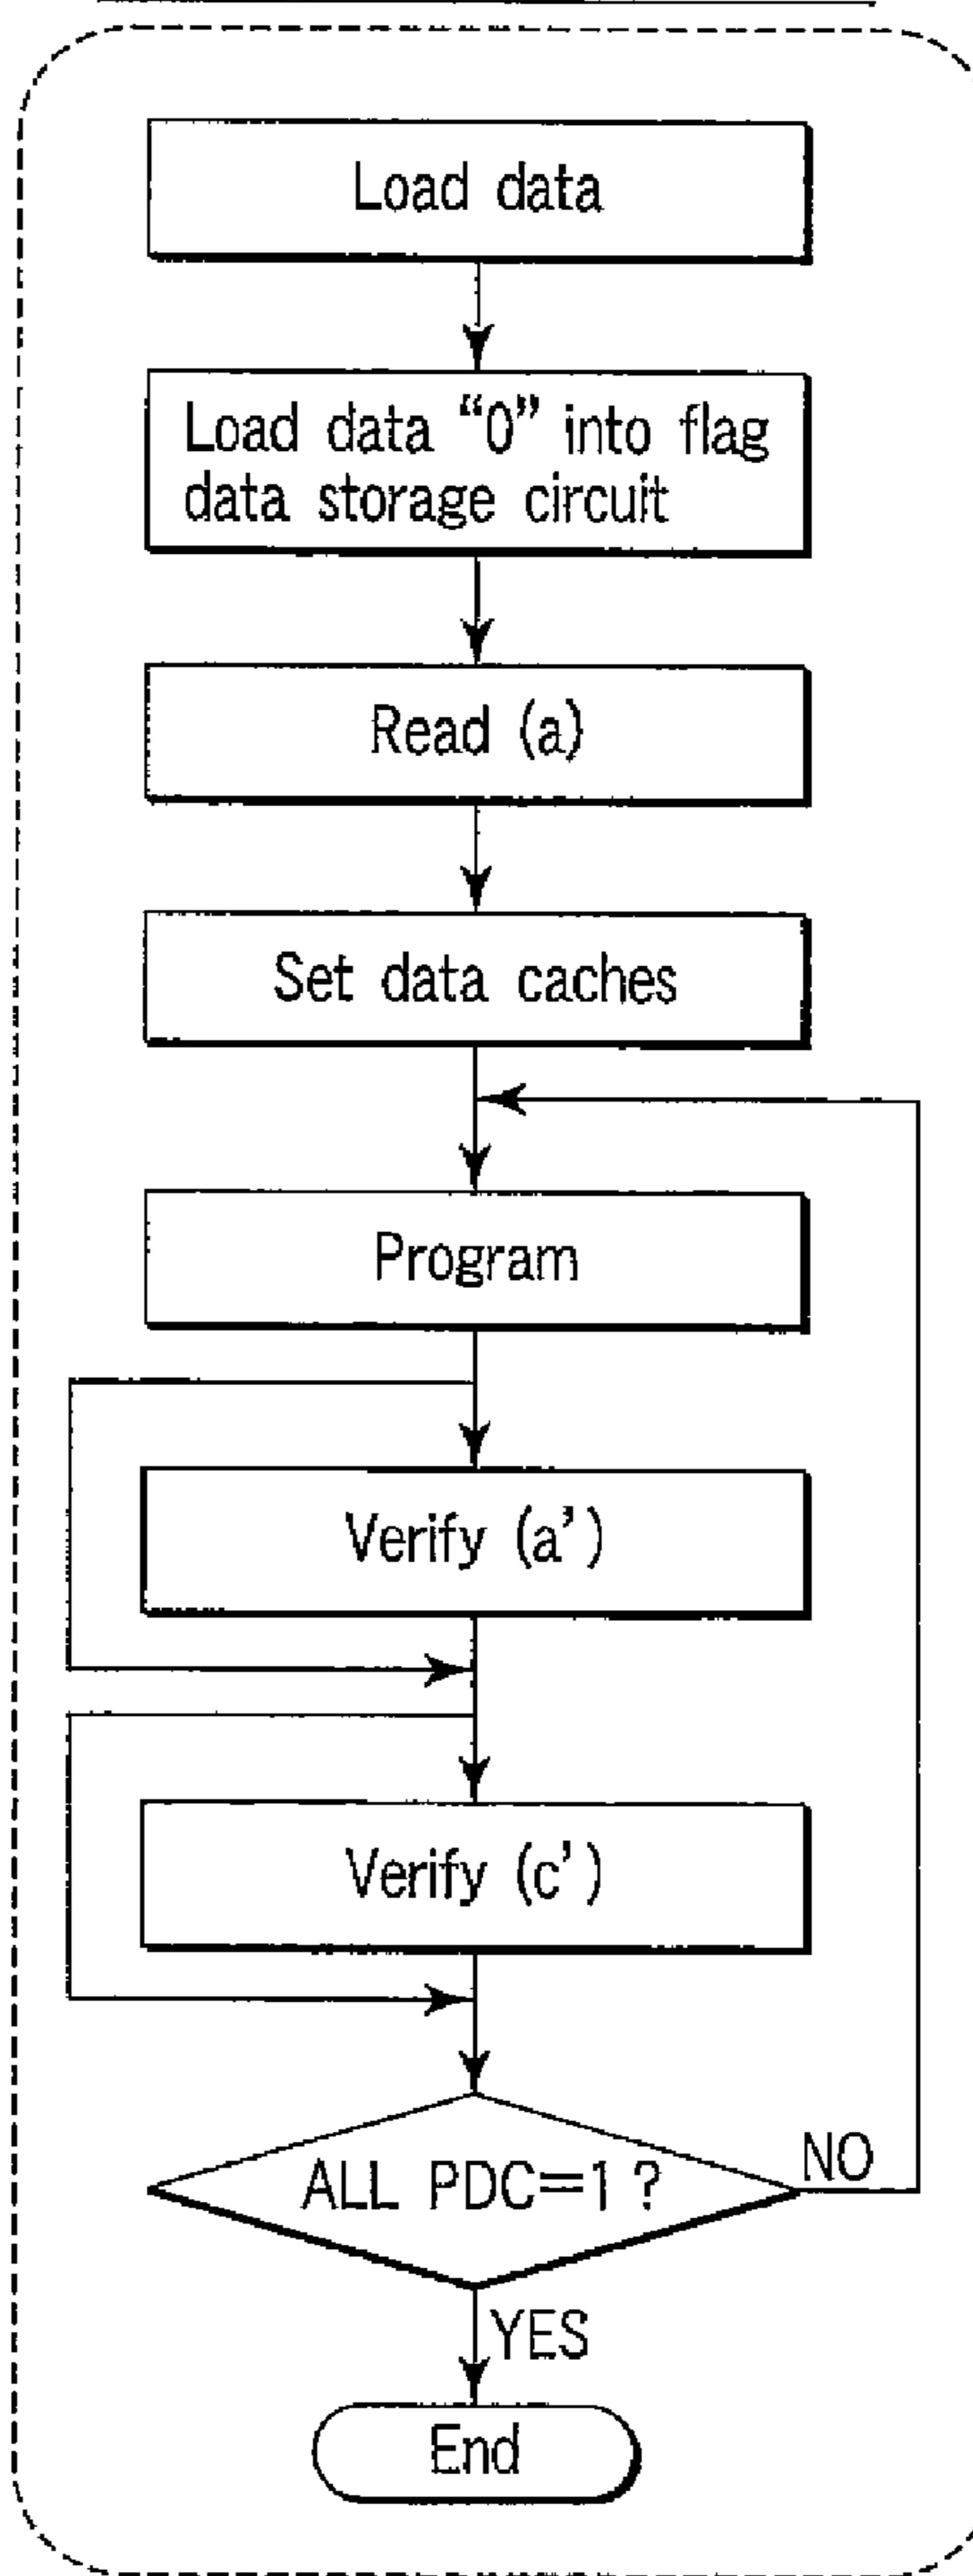 Load data
Load data “0” into flag
data storage circuit
Read (a)
Set data caches
Program
Verify (a’)
Verify (c’)
ALL PDC=1 ?
NO
YES
End